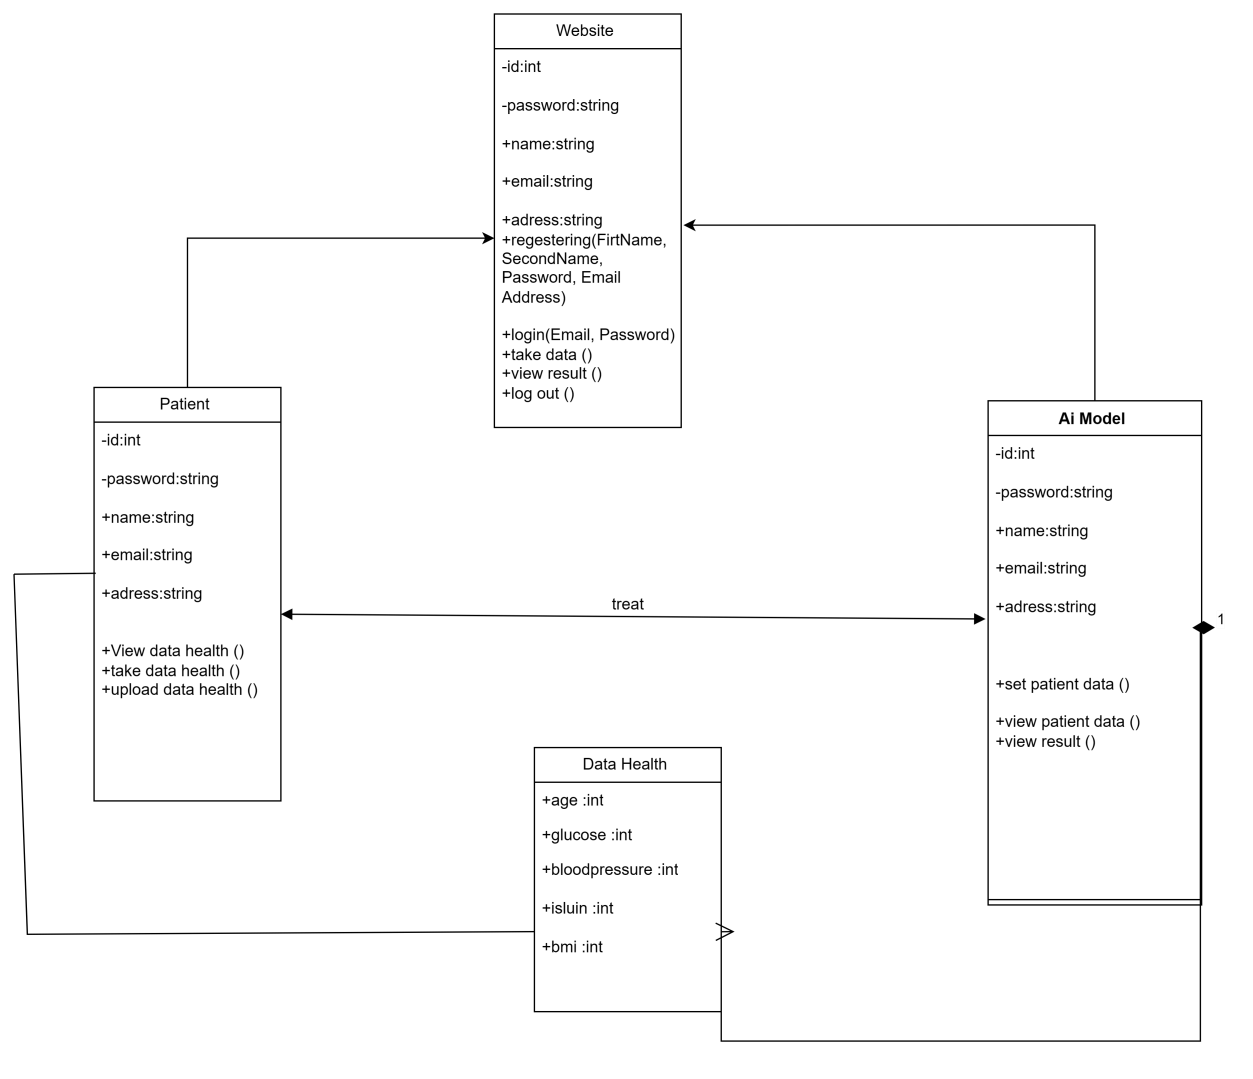 Website
-id:int
-password:string
+name:string
+email:string
+adress:string
+regestering(FirtName,
SecondName,
Password, Email
Address)
+login(Email, Password)
+take data ()
+view result ()
+log out ()
Patient
-id:int
-password:string
+name:string
+email:string
+adress:string
+View data health ()
+take data health ()
+upload data health ()
treat
Ai Model
-id:int
-password:string
+name:string
+email:string
+adress:string
1
+set patient data ()
+view patient data ()
+view result ()
Data Health
+age :int
+glucose :int
+bloodpressure :int
+isluin :int
+bmi :int